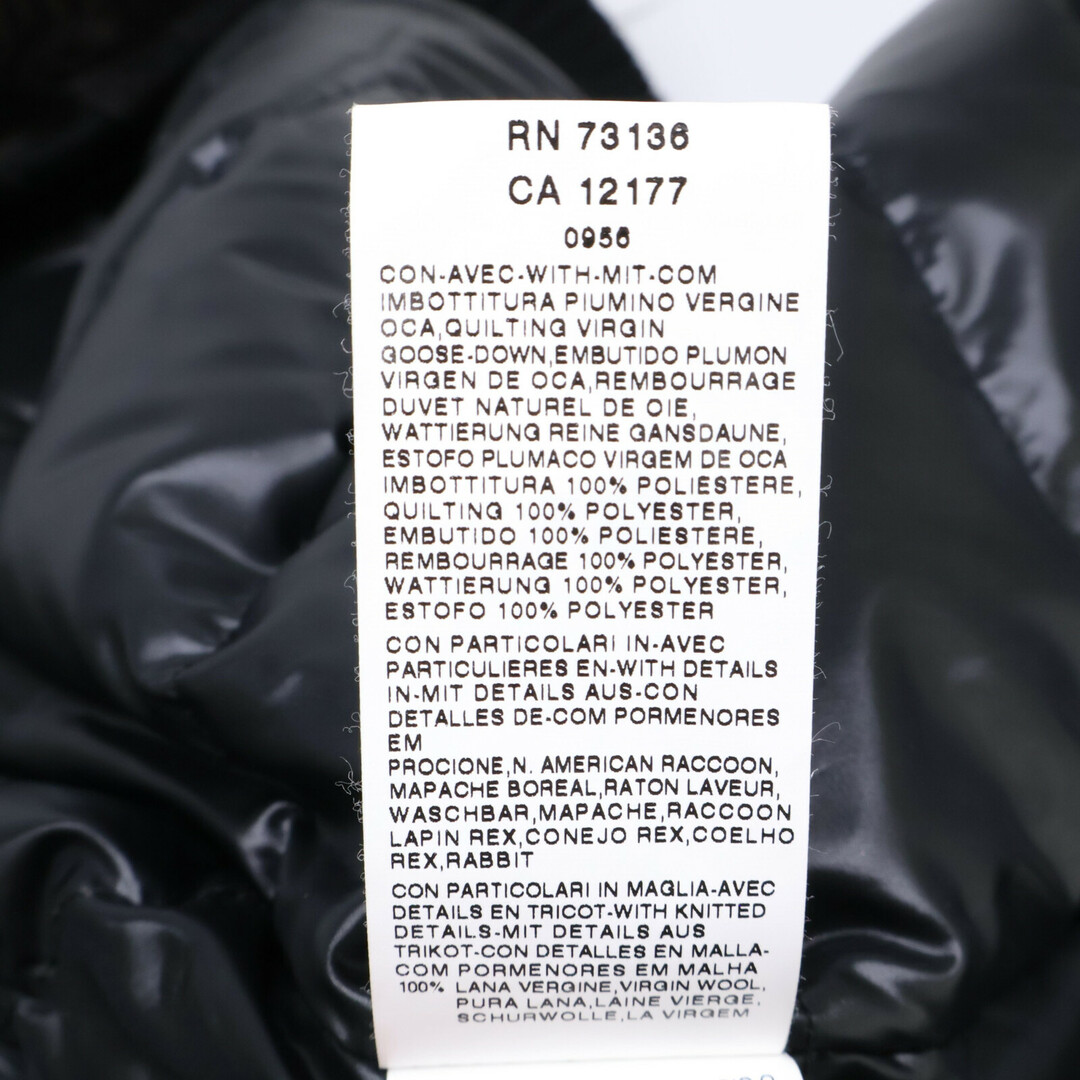 RN 73136
CA 12177
0956
CON-AVEC-WITH-MIT-COM
IMBOTTITURA PIUMINO VERGINE
OCA,QUILTING VIRGIN
GOOSE-DOWN,EMBUTIDO PLUMON
VIRGEN DE OCA,REMBOURRAGE
DUVET NATUREL DE OIE,
WATTIERUNG REINE GANSDAUNE,
ESTOFO PLUMACO VIRGEM DE OCA
IMBOTTITURA 100% POLIESTERE,
QUILTING 100% POLYESTER,
EMBUTIDO 100% POLIESTERE,
REMBOURRAGE 100% POLYESTER,
WATTIERUNG 100% POLYESTER,
ESTOFO 100% POLYESTER
CON PARTICOLARI IN-AVEC
PARTICULIERES EN-WITH DETAILS
IN-MIT DETAILS AUS-CON
DETALLES DE-COM PORMENORES
EM
PROCIONE,N. AMERICAN RACCOON,
MAPACHE BOREAL,RATON LAVEUR,
WASCHBAR,MAPACHE,RACCOON
LAPIN REX,CONEJO REX,COELHO
REX,RABBIT
CON PARTICOLARI IN MAGLIA-AVEC
DETAILS EN TRICOT-WITH KNITTED
DETAILS-MIT DETAILS AUS
TRIKOT-CON DETALLES EN MALLA-
COM PORMENORES EM MALHA
100% LANA VERGINE,VIRGIN WOOL,
PURA LANA,LAINE VIERGE,
SCHURWOLLE,LA VIRGEM